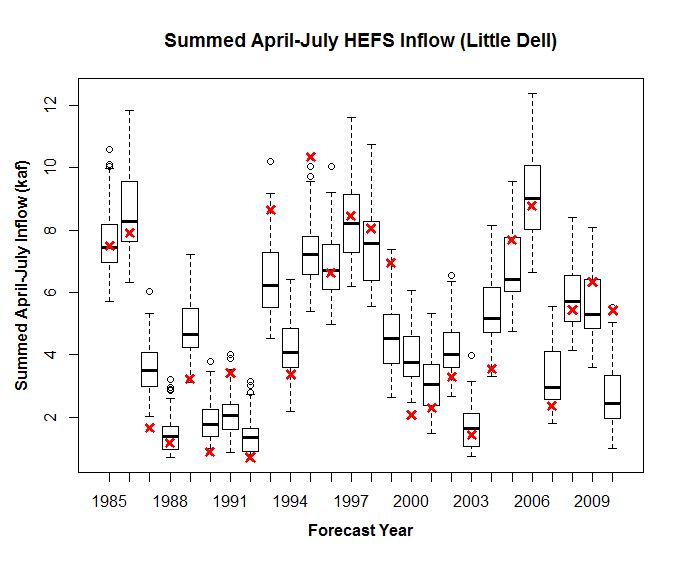 Summed April-July HEFS Inflow (Little Dell)
Summed April-July Inflow (kaf)
12
10
8
6
4
2
1985 1988 1991 1994 1997 2000 2003 2006 2009
Forecast Year